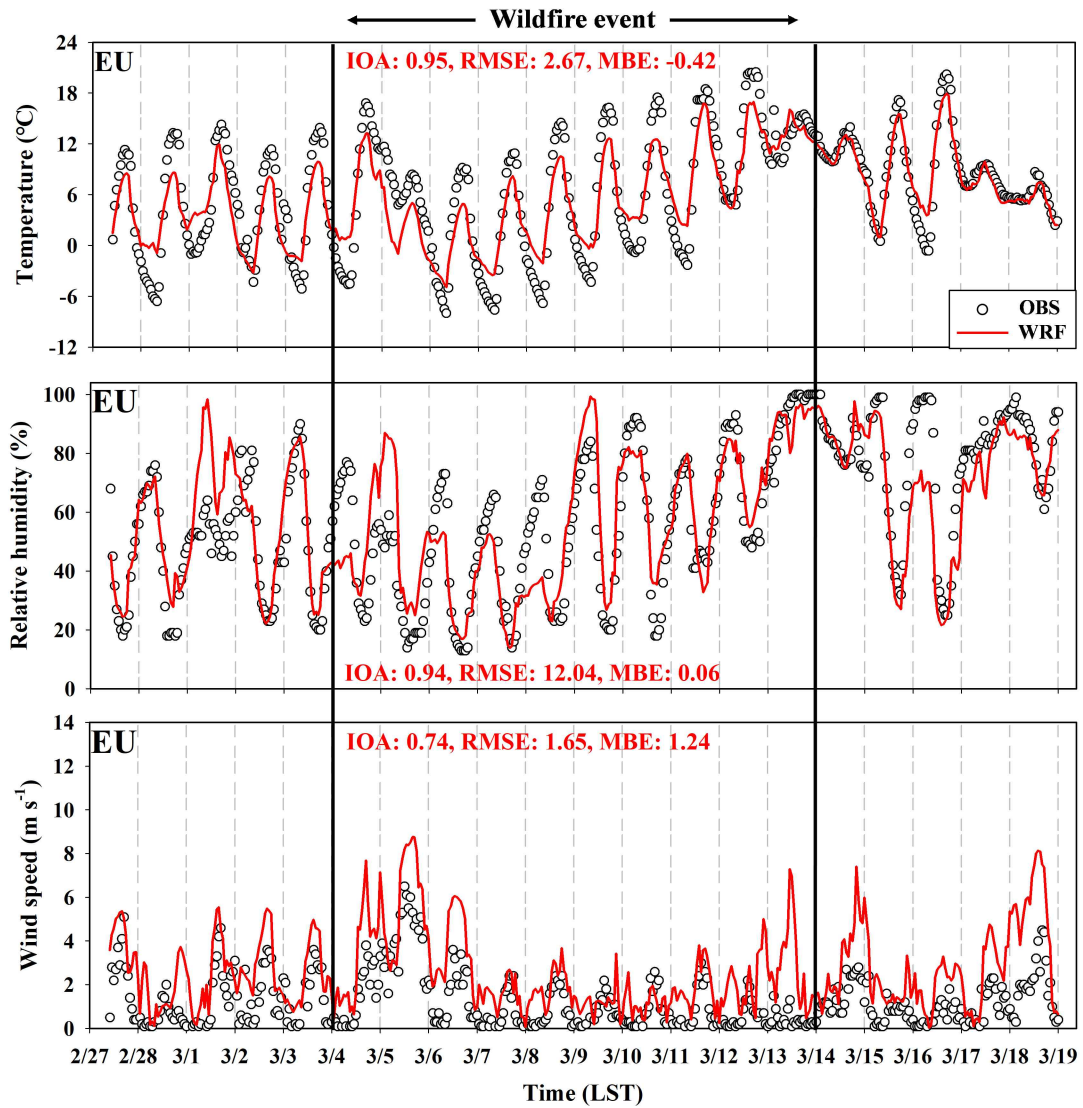 Wildfire event
EU
IOA: 0.95, RMSE: 2.67, MBE: -0.42
24
18
12
6
0
-6
-12
Temperature (°C)
OBS
WRF
EU
100
80
60
40
20
0
Relative humidity (%)
IOA: 0.94, RMSE: 12.04, MBE: 0.06
EU
IOA: 0.74, RMSE: 1.65, MBE: 1.24
14
12
10
8
6
4
2
0
Wind speed (m s-1)
2/27 2/28 3/1 3/2 3/3 3/4 3/5 3/6 3/7 3/8 3/9 3/10 3/11 3/12 3/13 3/14 3/15 3/16 3/17 3/18 3/19
Time (LST)